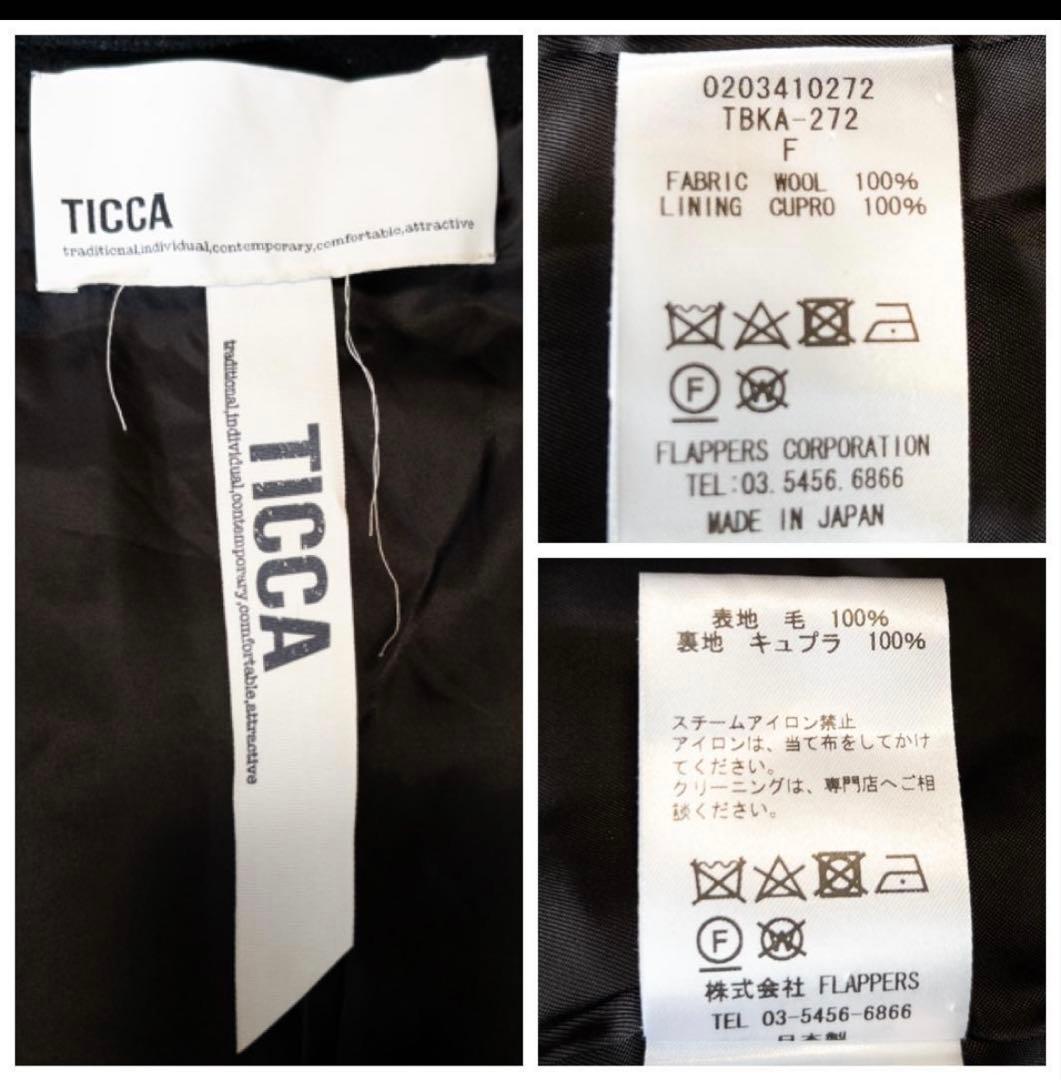 TICCA
traditional,individual,contemporary,comfortable,attractive
TICCA
traditional,individual,contemporary,comfortable,attractive
0203410272
TBKA-272
F
FABRIC WOOL 100%
LINING CUPRO 100%
F W
FLAPPERS CORPORATION
TEL:03.5456.6866
MADE IN JAPAN
表地 毛 100%
裏地 キュプラ 100%
スチームアイロン禁止
アイロンは、当て布をしてかけ
てください。
クリーニングは、専門店へご相
談ください。
F W
株式会社 FLAPPERS
TEL 03-5456-6866
日本製